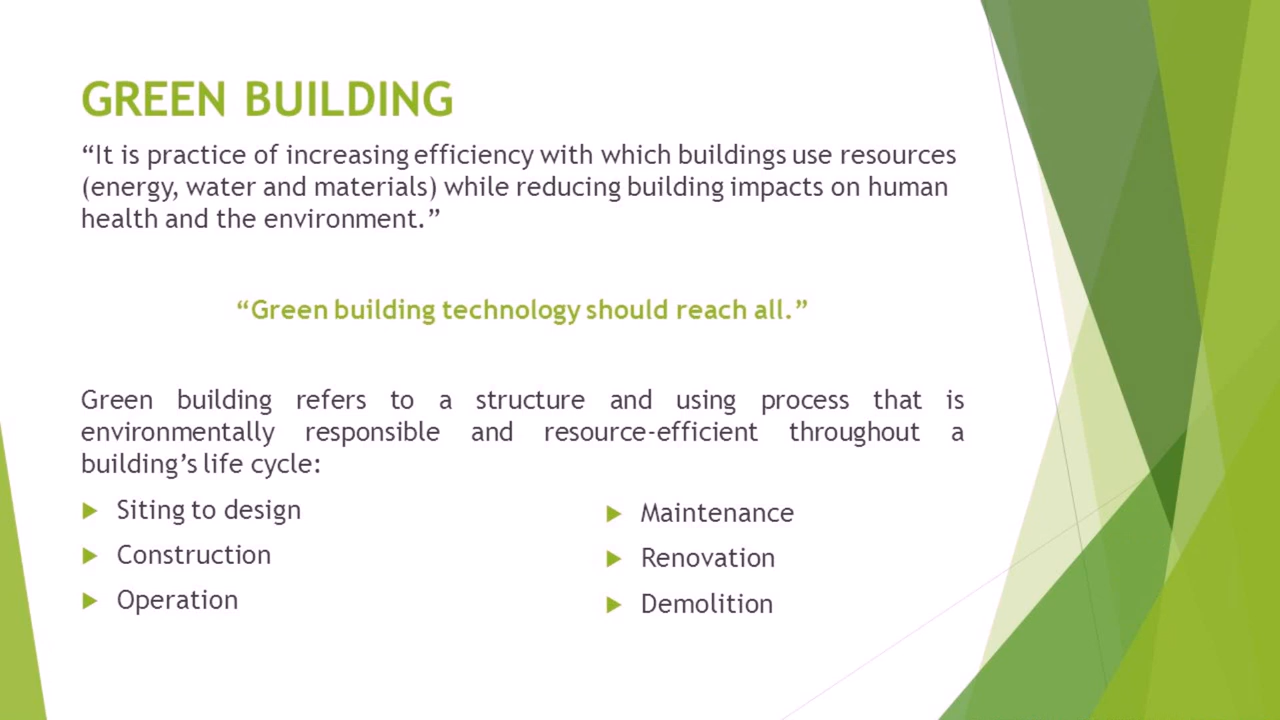 GREEN BUILDING
“It is practice of increasing efficiency with which buildings use resources
(energy, water and materials) while reducing building impacts on human
health and the environment.”
“Green building technology should reach all.”
Green building refers to a structure and using process that is
environmentally responsible and resource-efficient throughout a
building’s life cycle:
Siting to design
Construction
Operation
Maintenance
Renovation
Demolition